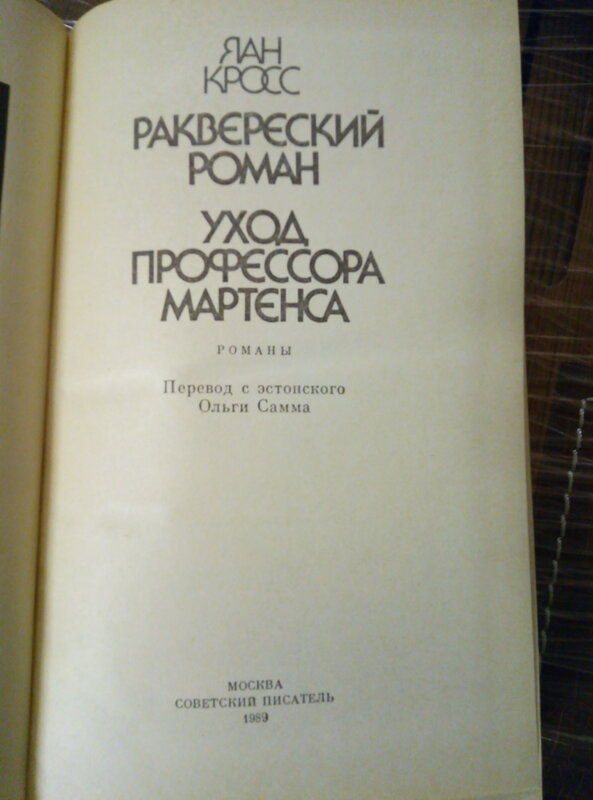 ЯАН
КРОСС
РАКВЕРЕСКИЙ
РОМАН
УХОД
ПРОФЕССОРА
МАРТЕНСА
РОМАНЫ
Перевод с эстонского
Ольги Самма
МОСКВА
СОВЕТСКИЙ ПИСАТЕЛЬ
1989